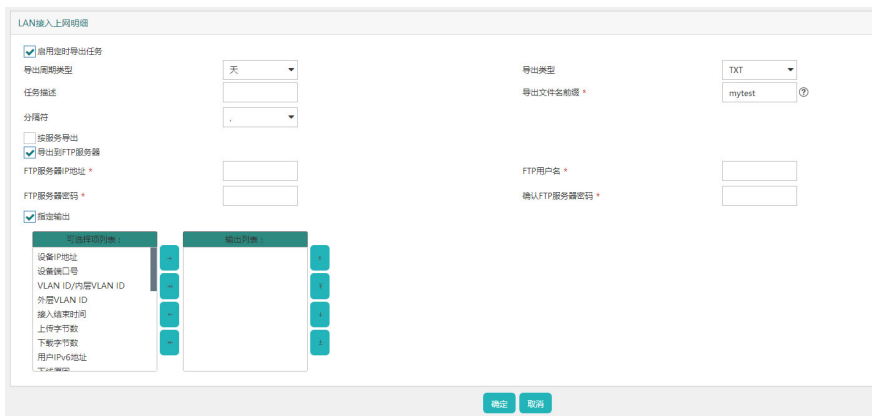 LAN接入上网明细
启用定时导出任务
导出周期类型 天 导出类型 TXT
任务描述 导出文件名前缀 * mytest
分隔符 ,
按服务导出
导出到FTP服务器
FTP服务器IP地址 * FTP用户名 *
FTP服务器密码 * 确认FTP服务器密码 *
指定输出
可选择项列表: 输出列表:
设备IP地址
设备端口号
VLAN ID/内层VLAN ID
外层VLAN ID
接入结束时间
上传字节数
下载字节数
用户IPv6地址
下线原因
确定 取消